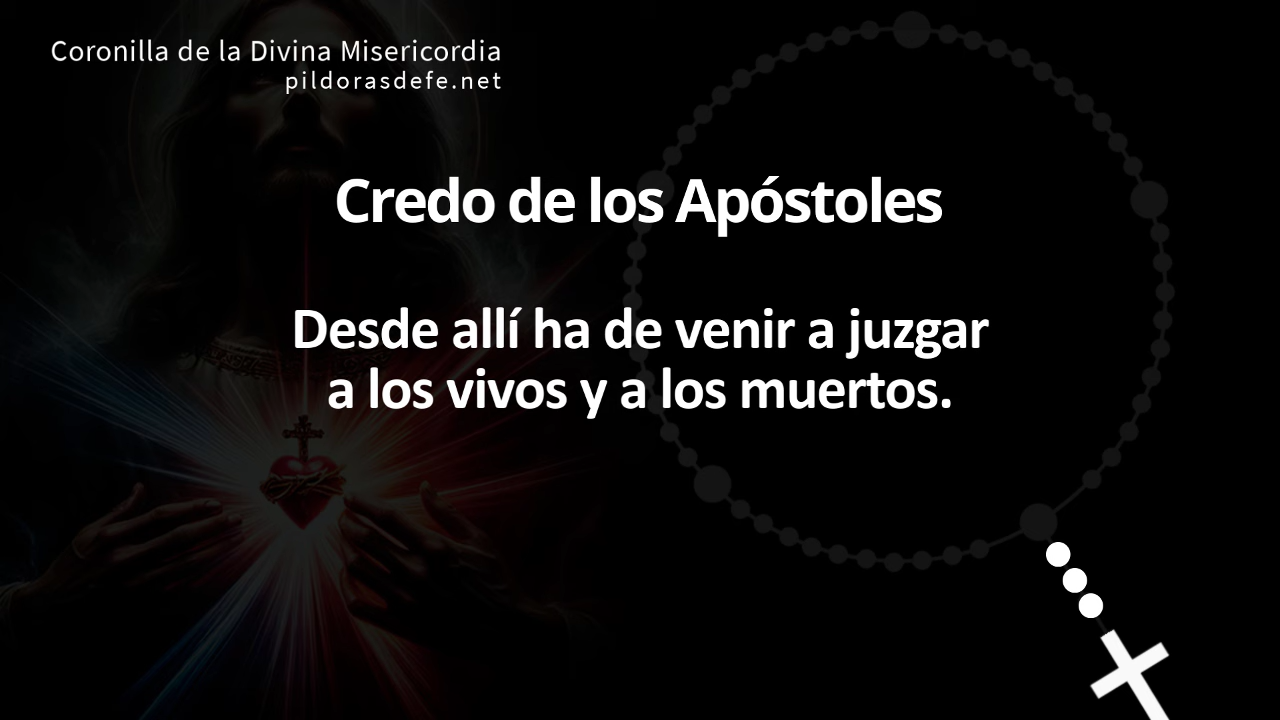 Coronilla de la Divina Misericordia
pildorasdefe.net
Credo de los Apóstoles
Desde allí ha de venir a juzgar
a los vivos y a los muertos.